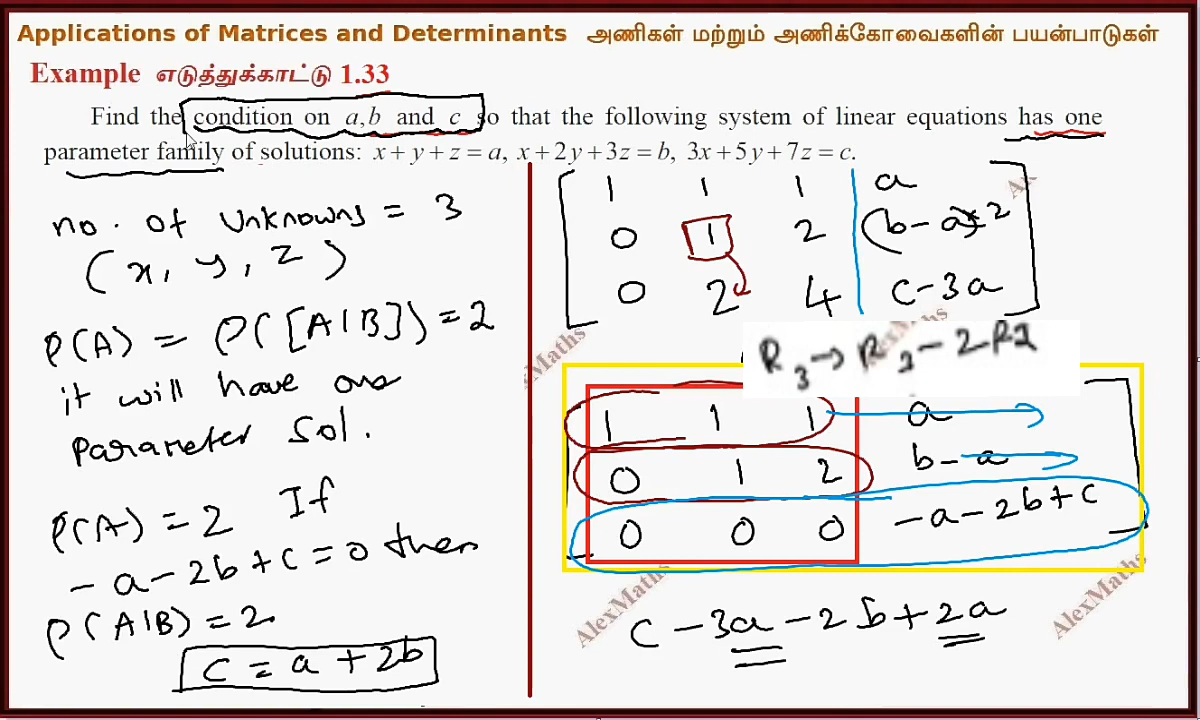 Applications of Matrices and Determinants அணிகள் மற்றும் அணிக்கோவைகளின் பயன்பாடுகள்
Example எடுத்துக்காட்டு 1.33
Find the condition on a,b and c so that the following system of linear equations has one
parameter family of solutions: x+y+z=a, x+2y+3z=b, 3x+5y+7z=c.
no. of unknowns = 3
(x, y, z)
ρ(A) = ρ([A|B])=2
it will have one
Parameter Sol.
ρ(A) = 2 If
-a-2b+c=0 then
ρ(A|B) = 2.
c = a + 2b
1 1 1 a
0 1 2 (b-a)×2
0 2 4 c-3a
R3→R3-2R2
1 1 1 a
0 1 2 b-a
0 0 0 -a-2b+c
c-3a-2b+2a
AlexMaths
AlexMaths